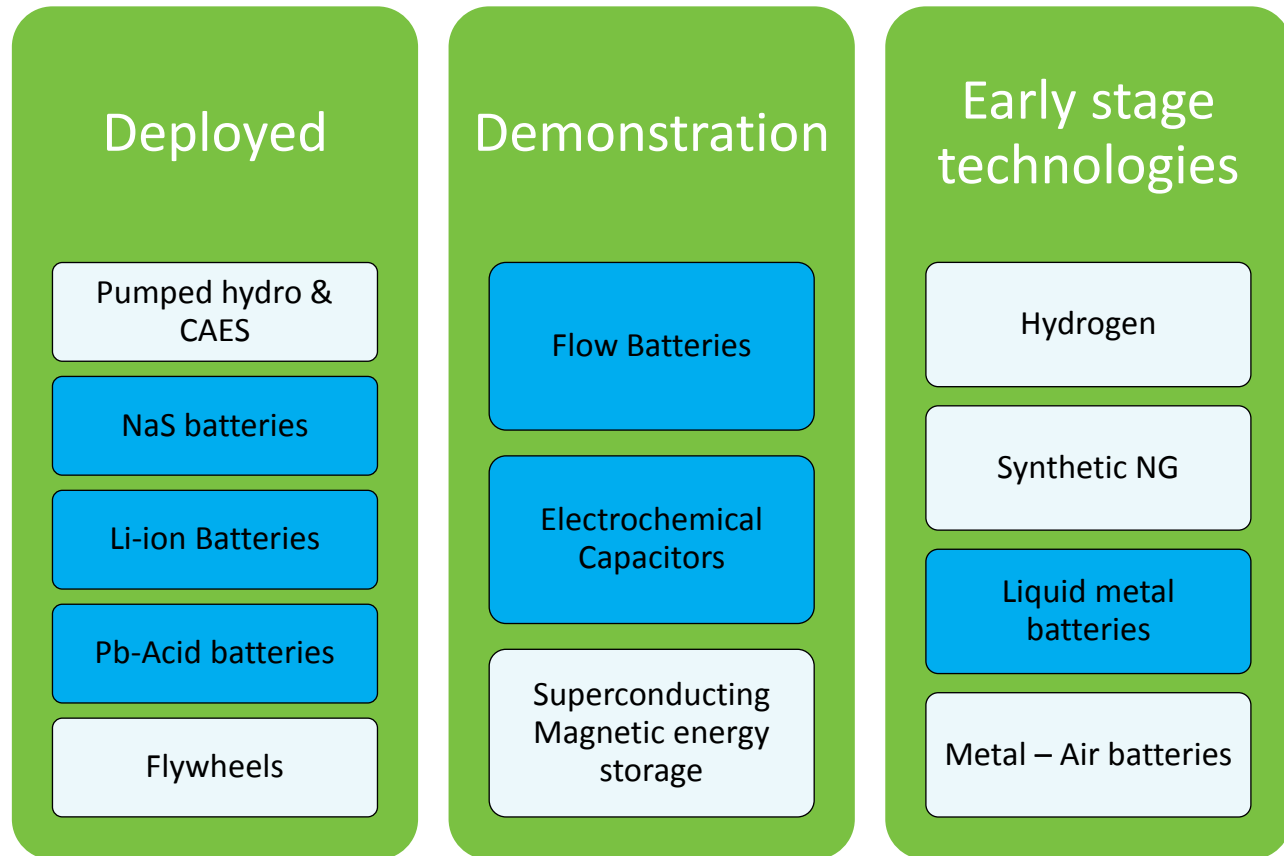 Deployed
Pumped hydro &
CAES
NaS batteries
Li-ion Batteries
Pb-Acid batteries
Flywheels
Demonstration
Flow Batteries
Electrochemical
Capacitors
Superconducting
Magnetic energy
storage
Early stage
technologies
Hydrogen
Synthetic NG
Liquid metal
batteries
Metal – Air batteries